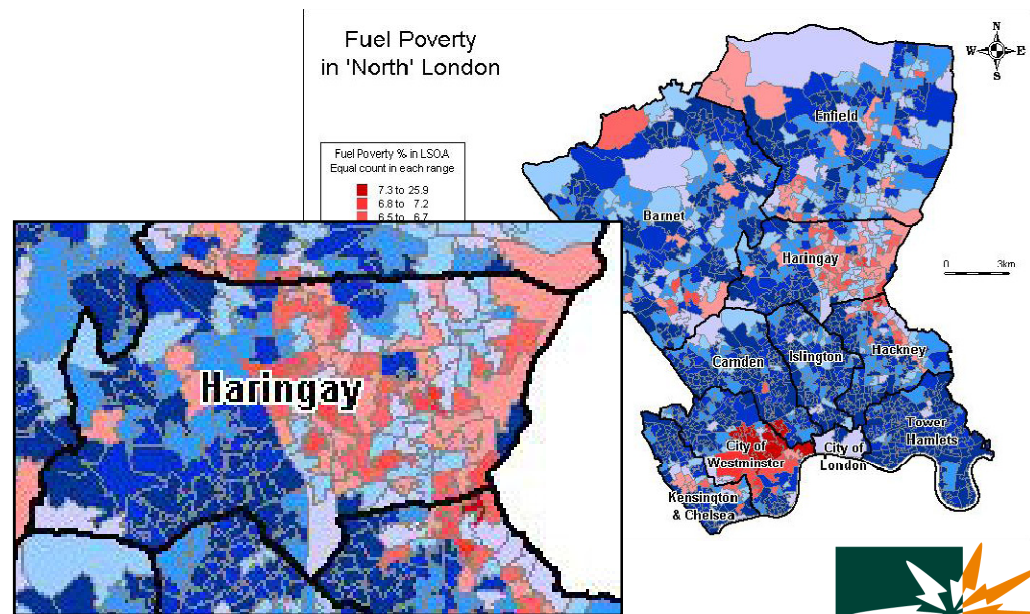 Fuel Poverty
in 'North' London
N
W
E
S
Fuel Poverty % in LSOA
Equal count in each range
7.3 to 25.9
6.8 to 7.2
6.5 to 6.7
Enfield
Barnet
Haringay
0 3km
Camden
Islington
Hackney
Tower
Hamlets
City of
Westminster
City of
London
Kensington
& Chelsea
Haringay